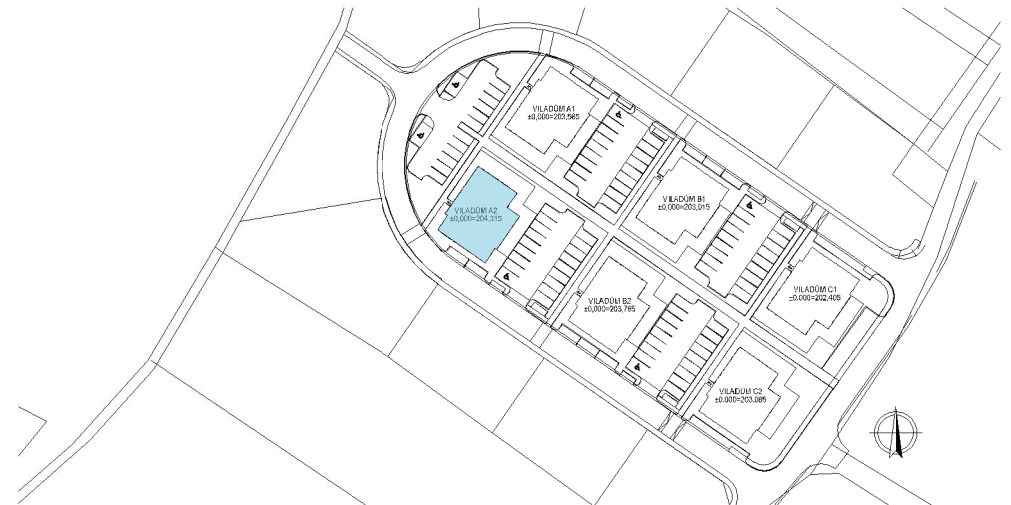 VILADŮM A1
±0,000=203,565
VILADŮM A2
±0,000=204,315
VILADŮM B1
±0,000=203,015
VILADŮM B2
±0,000=203,765
VILADŮM C1
±0,000=202,405
VILADŮM C2
±0,000=203,085